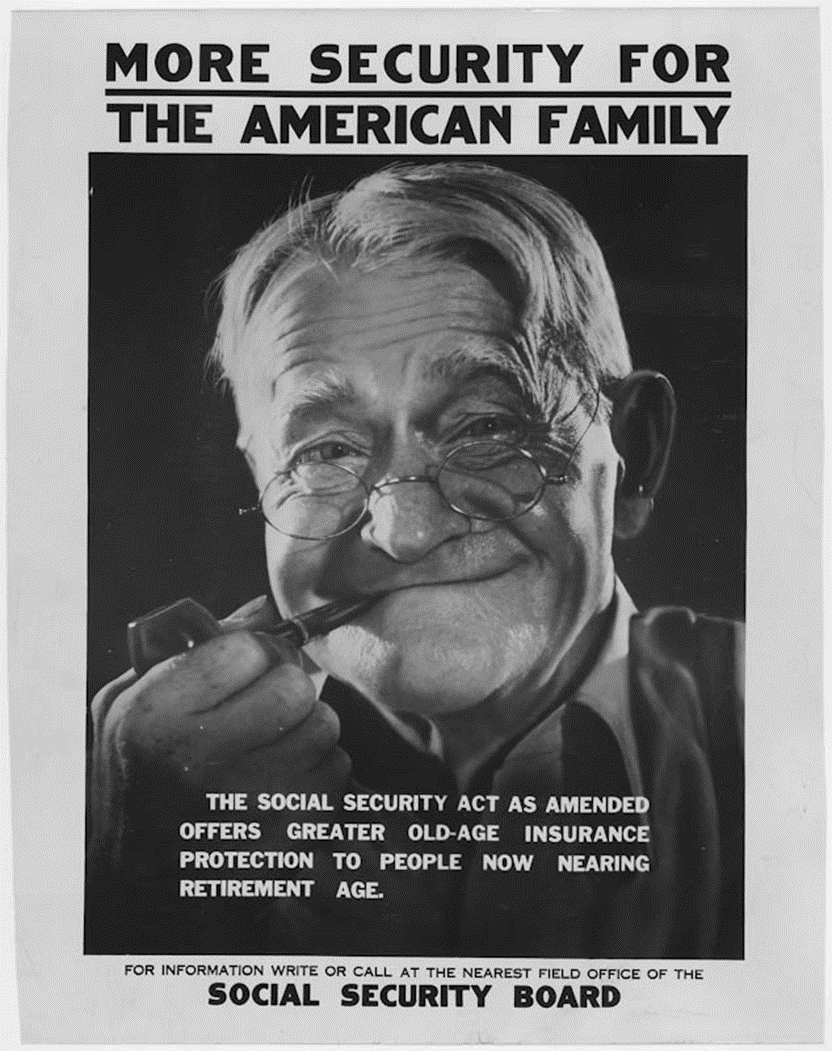 MORE SECURITY FOR
THE AMERICAN FAMILY
THE SOCIAL SECURITY ACT AS AMENDED
OFFERS GREATER OLD-AGE INSURANCE
PROTECTION TO PEOPLE NOW NEARING
RETIREMENT AGE.
FOR INFORMATION WRITE OR CALL AT THE NEAREST FIELD OFFICE OF THE
SOCIAL SECURITY BOARD